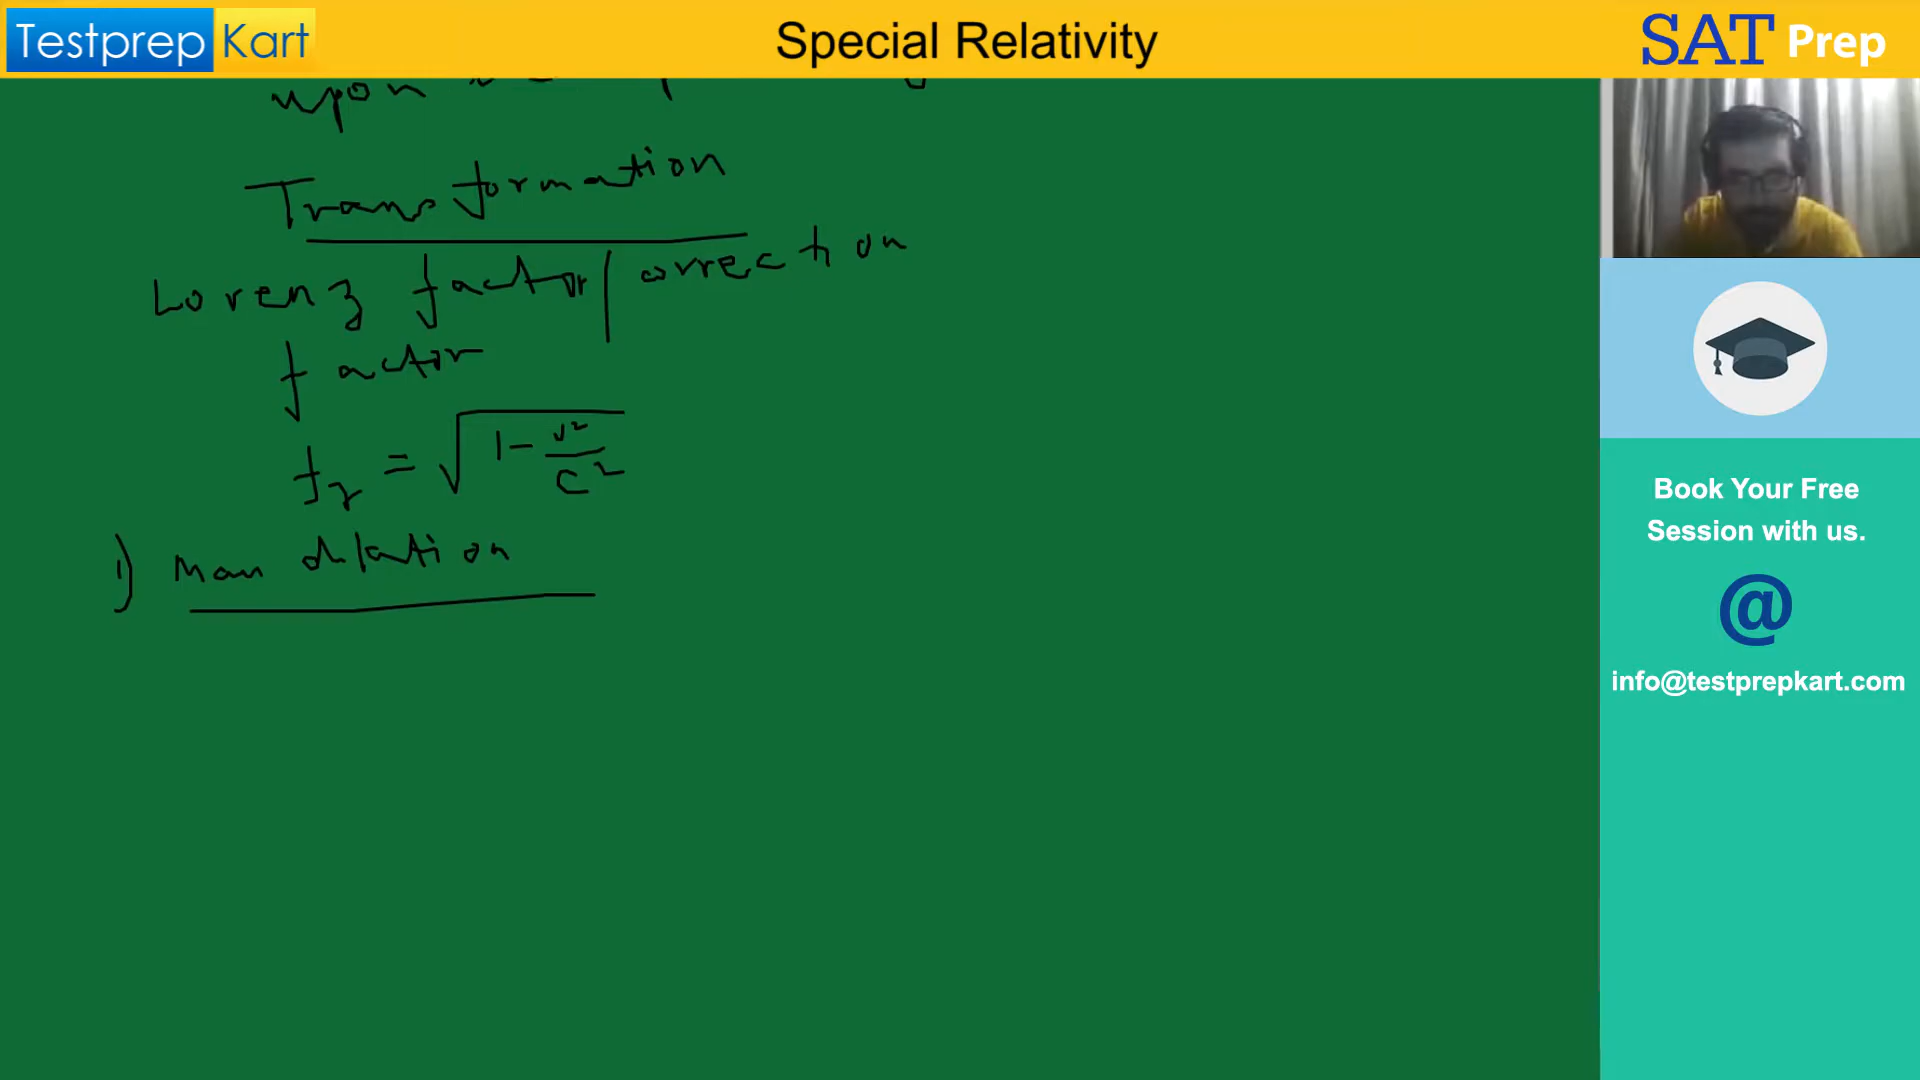 Testprep Kart
Special Relativity
SAT Prep
upon
Transformation
Lorenz factor/correction
factor
fr = √(1 - v²/c²)
1) Mass dilation
Book Your Free
Session with us.
@
info@testprepkart.com